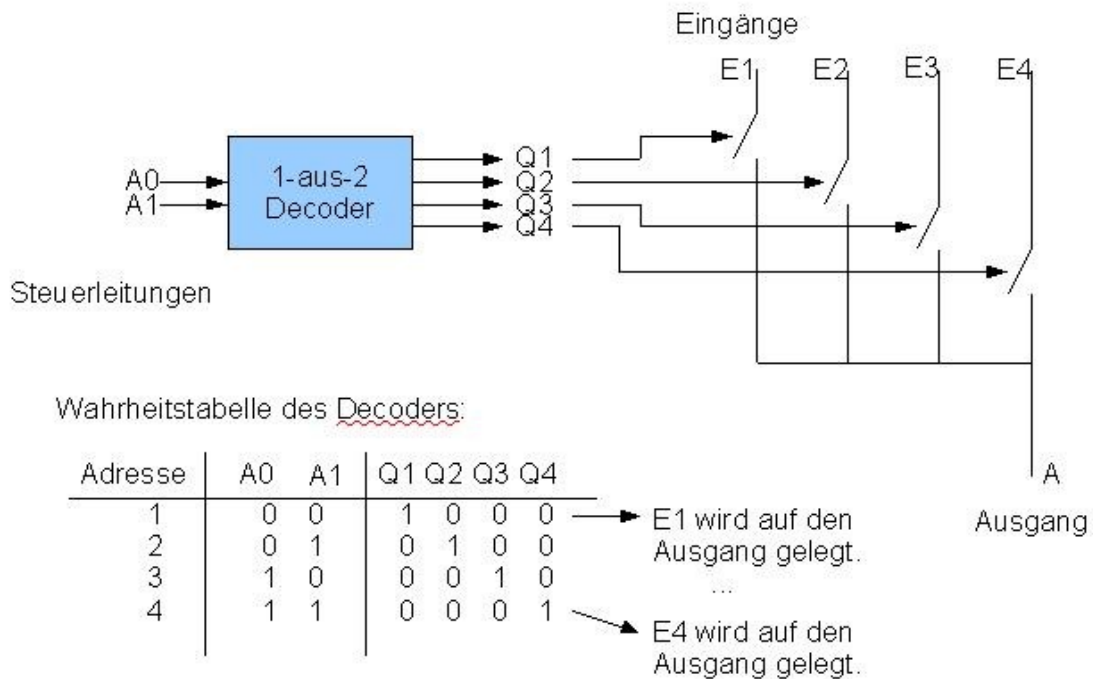 Eingänge
E1 E2 E3 E4
A0
A1
1-aus-2
Decoder
Q1
Q2
Q3
Q4
Steuerleitungen
Wahrheitstabelle des Decoders:
Adresse A0 A1 Q1 Q2 Q3 Q4
1 0 0 1 0 0 0
2 0 1 0 1 0 0
3 1 0 0 0 1 0
4 1 1 0 0 0 1
E1 wird auf den
Ausgang gelegt.
...
E4 wird auf den
Ausgang gelegt.
A
Ausgang